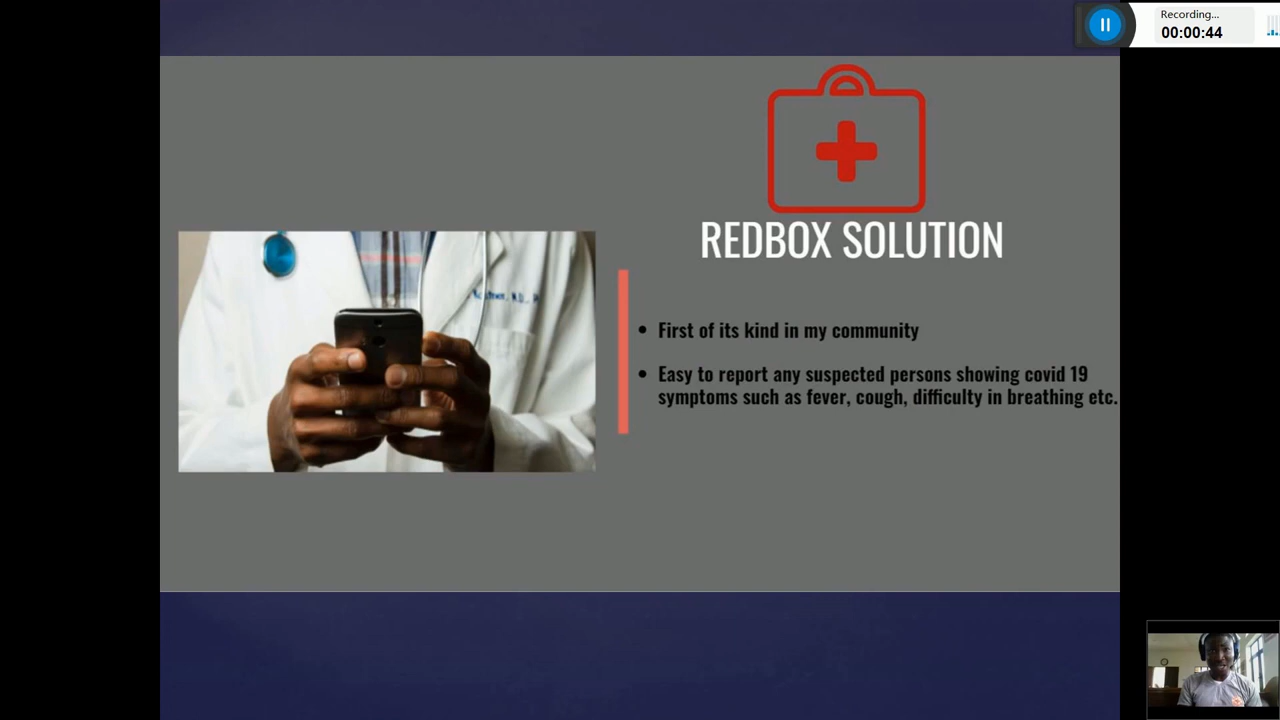 Recording...
00:00:44
REDBOX SOLUTION
• First of its kind in my community
• Easy to report any suspected persons showing covid 19
symptoms such as fever, cough, difficulty in breathing etc.